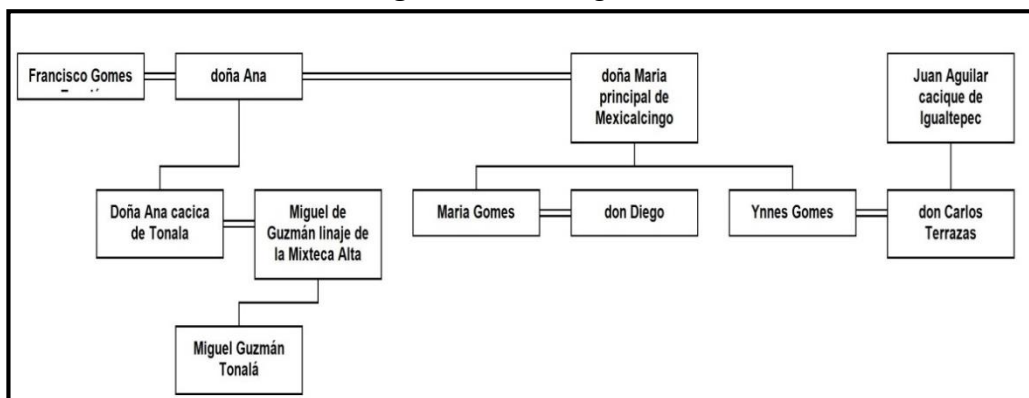 Francisco Gomes
doña Ana
doña Maria
principal de
Mexicalcingo
Juan Aguilar
cacique de
Igualtepec
Doña Ana cacica
de Tonala
Miguel de
Guzmán linaje de
la Mixteca Alta
Maria Gomes
don Diego
Ynnes Gomes
don Carlos
Terrazas
Miguel Guzmán
Tonalá